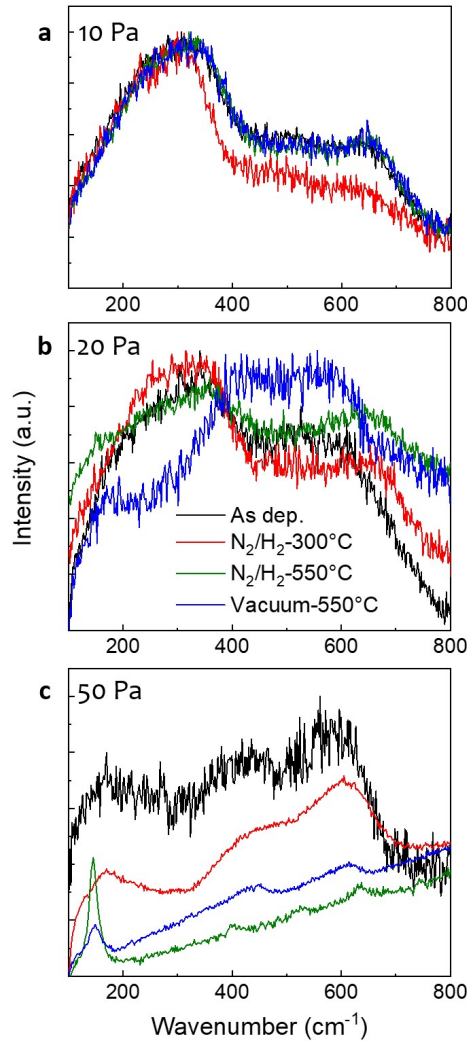 a 10 Pa
200 400 600 800
b 20 Pa
As dep.
N₂/H₂-300°C
N₂/H₂-550°C
Vacuum-550°C
200 400 600 800
c 50 Pa
200 400 600 800
Intensity (a.u.)
Wavenumber (cm⁻¹)